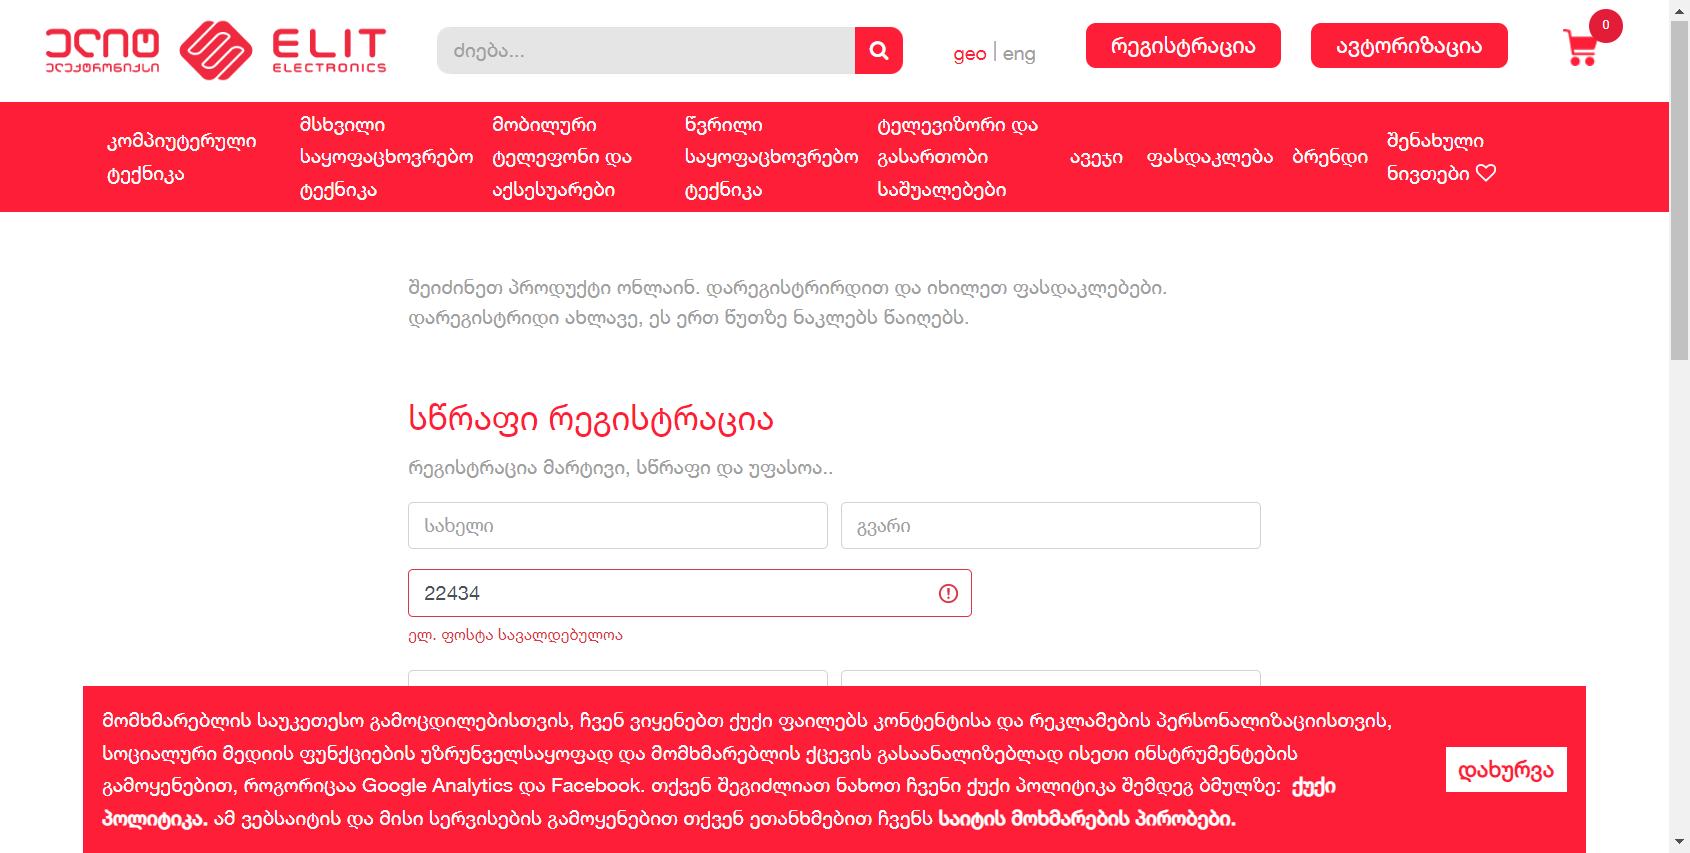 ელიტ ELIT
ელექტრონიქსი ELECTRONICS
ძიება...
geo | eng
რეგისტრაცია
ავტორიზაცია
0
კომპიუტერული
ტექნიკა
მსხვილი
საყოფაცხოვრებო
ტექნიკა
მობილური
ტელეფონი და
აქსესუარები
წვრილი
საყოფაცხოვრებო
ტექნიკა
ტელევიზორი და
გასართობი
საშუალებები
ავეჯი
ფასდაკლება
ბრენდი
შენახული
ნივთები
შეიძინეთ პროდუქტი ონლაინ. დარეგისტრირდით და იხილეთ ფასდაკლებები.
დარეგისტრიდი ახლავე, ეს ერთ წუთზე ნაკლებს წაიღებს.
სწრაფი რეგისტრაცია
რეგისტრაცია მარტივი, სწრაფი და უფასოა..
სახელი
გვარი
22434
ელ. ფოსტა სავალდებულოა
მომხმარებლის საუკეთესო გამოცდილებისთვის, ჩვენ ვიყენებთ ქუქი ფაილებს კონტენტისა და რეკლამების პერსონალიზაციისთვის,
სოციალური მედიის ფუნქციების უზრუნველსაყოფად და მომხმარებლის ქცევის გასაანალიზებლად ისეთი ინსტრუმენტების
გამოყენებით, როგორიცაა Google Analytics და Facebook. თქვენ შეგიძლიათ ნახოთ ჩვენი ქუქი პოლიტიკა შემდეგ ბმულზე: ქუქი
პოლიტიკა. ამ ვებსაიტის და მისი სერვისების გამოყენებით თქვენ ეთანხმებით ჩვენს საიტის მოხმარების პირობები.
დახურვა